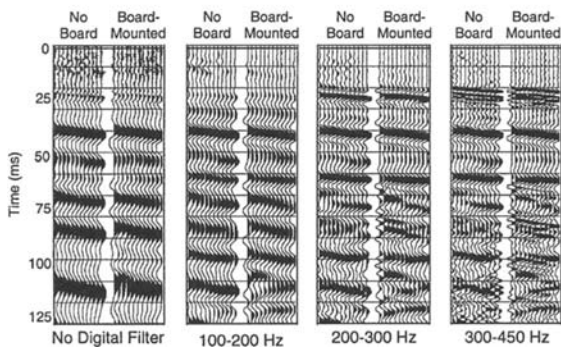 No Board Board-Mounted No Board Board-Mounted No Board Board-Mounted No Board Board-Mounted
0
25
50
75
100
125
Time (ms)
No Digital Filter 100-200 Hz 200-300 Hz 300-450 Hz